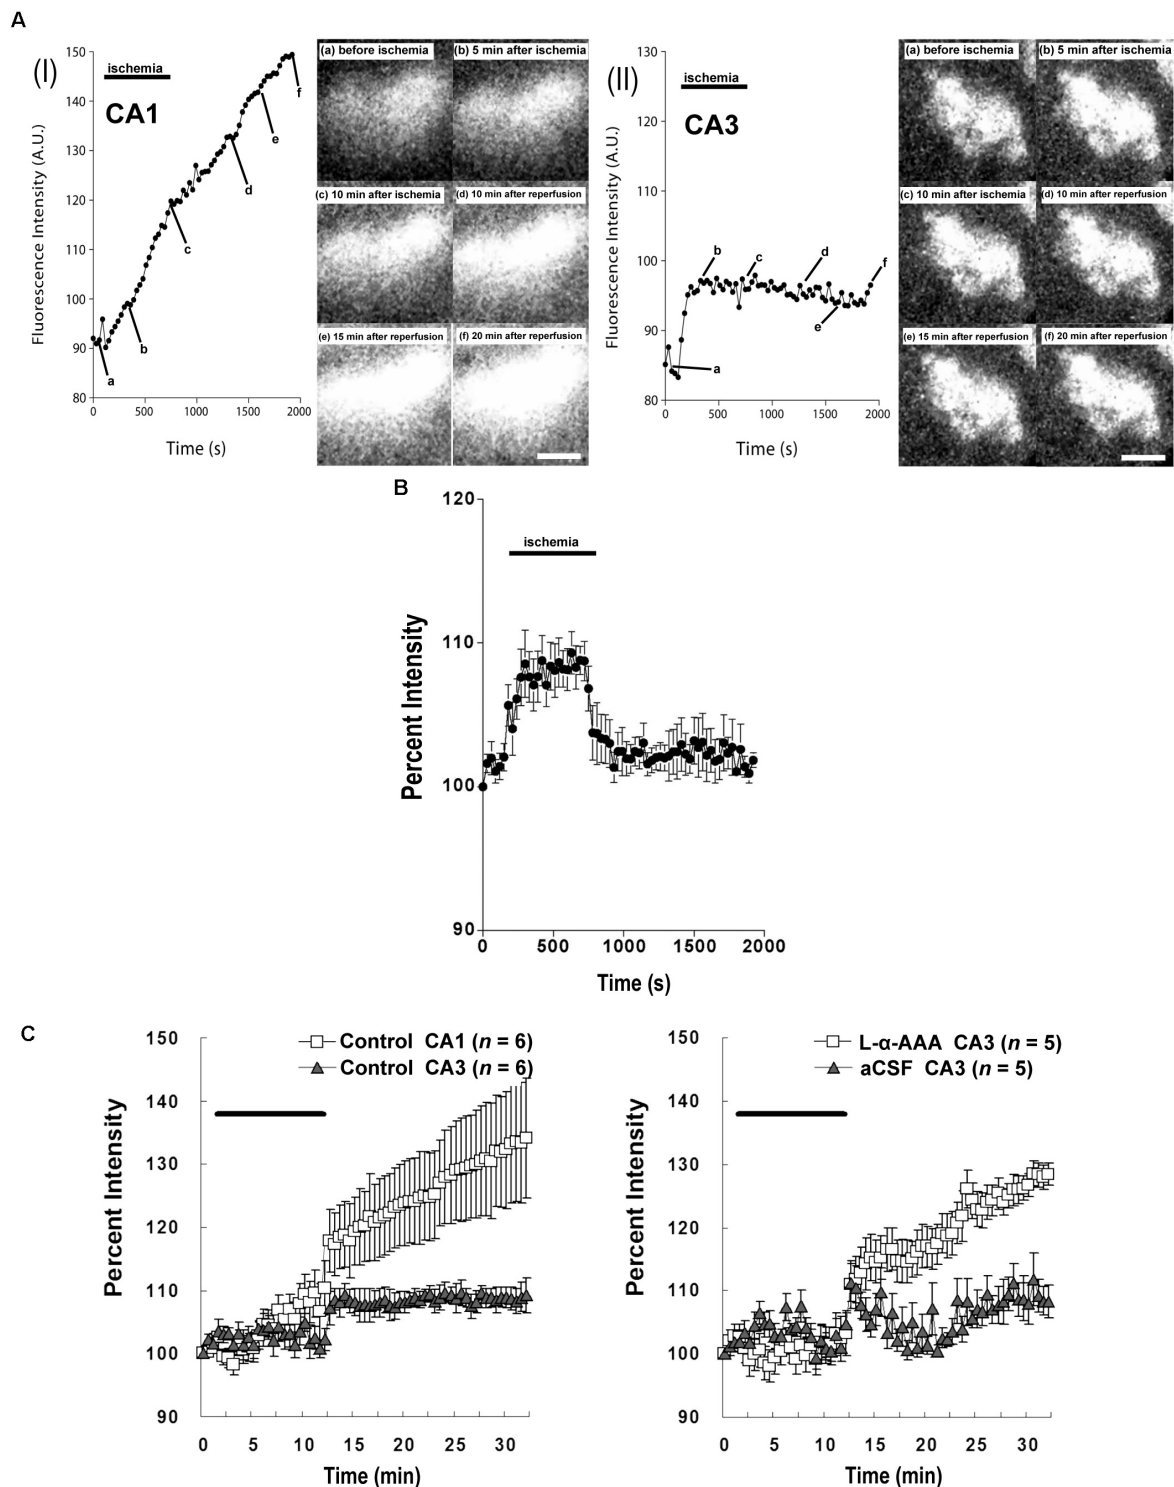 A
(I)
CA1
ischemia
Fluorescence Intensity (A.U.)
150
140
130
120
110
100
90
80
0
500
1000
1500
2000
Time (s)
a
b
c
d
e
f
(a) before ischemia
(b) 5 min after ischemia
(c) 10 min after ischemia
(d) 10 min after reperfusion
(e) 15 min after reperfusion
(f) 20 min after reperfusion
(II)
CA3
ischemia
Fluorescence Intensity (A.U.)
130
120
110
100
90
80
0
500
1000
1500
2000
Time (s)
a
b
c
d
e
f
(a) before ischemia
(b) 5 min after ischemia
(c) 10 min after ischemia
(d) 10 min after reperfusion
(e) 15 min after reperfusion
(f) 20 min after reperfusion
B
ischemia
Percent Intensity
120
110
100
90
0
500
1000
1500
2000
Time (s)
C
Control CA1 (n = 6)
Control CA3 (n = 6)
Percent Intensity
150
140
130
120
110
100
90
0
5
10
15
20
25
30
Time (min)
L-α-AAA CA3 (n = 5)
aCSF CA3 (n = 5)
Percent Intensity
150
140
130
120
110
100
90
0
5
10
15
20
25
30
Time (min)